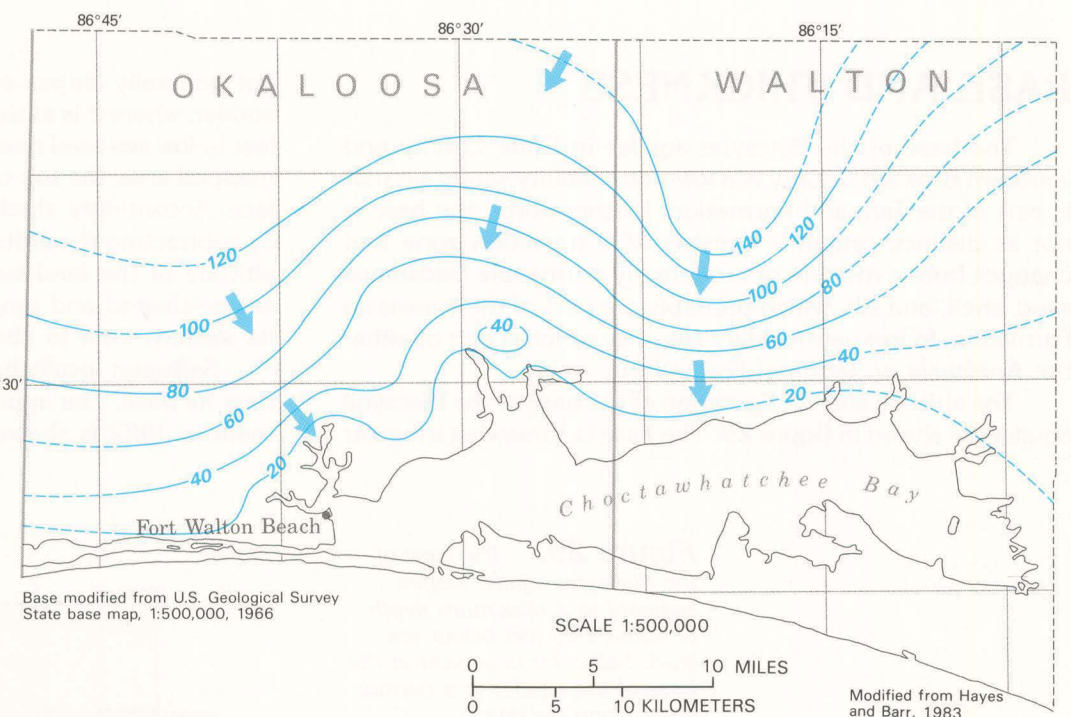 86°45′ 86°30′ 86°15′
OKALOOSA WALTON
140
120
120
100
80
100
40
60
40
30′
80
20
60
20
40
Choctawhatchee Bay
Fort Walton Beach
Base modified from U.S. Geological Survey
State base map, 1:500,000, 1966
SCALE 1:500,000
0 5 10 MILES
0 5 10 KILOMETERS
Modified from Hayes
and Barr, 1983